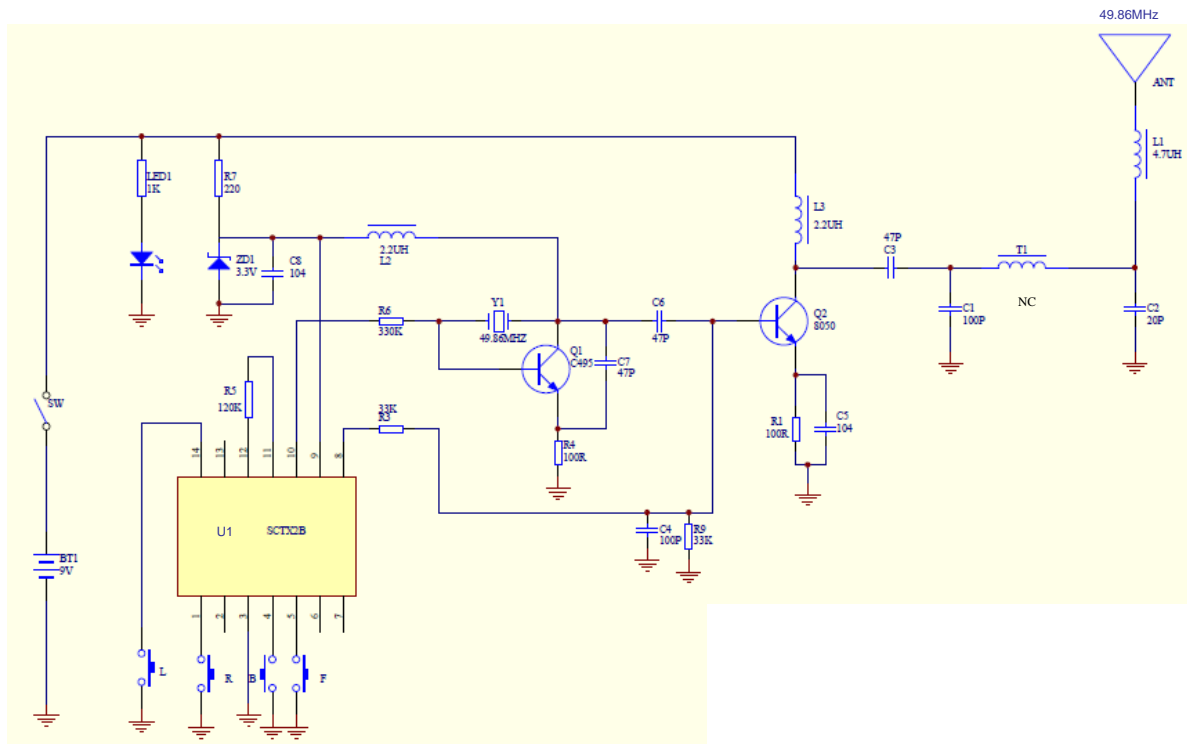 49.86MHz
ANT
L1
4.7UH
LED1
1K
R7
220
L3
2.2UH
ZD1
3.3V
C8
104
2.2UH
L2
47P
C3
T1
NC
C1
100P
C2
20P
R6
330K
Y1
49.86MHZ
C6
47P
Q2
8050
Q1
C495
C7
47P
SW
R5
120K
33K
R3
R4
100R
R1
100R
C5
104
14
13
12
11
10
9
8
U1
SCTX2B
C4
100P
R9
33K
BT1
9V
1
2
3
4
5
6
7
L
R
B
F